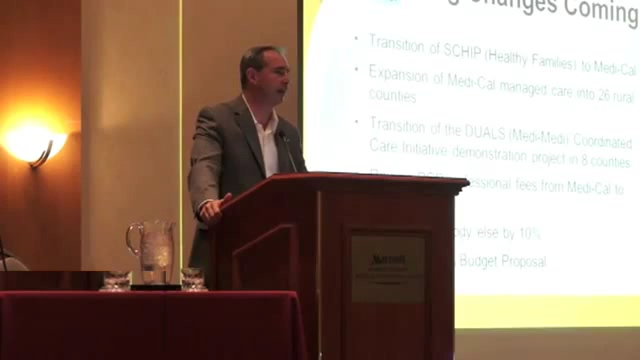 Changes Coming
• Transition of SCHIP (Healthy Families) to Medi-Cal
• Expansion of Medi-Cal managed care into 26 rural
counties
• Transition of the DUALS (Medi-Medi) Coordinated
Care Initiative demonstration project in 8 counties
fees from Medi-Cal to
else by 10%
Budget Proposal
Marriott